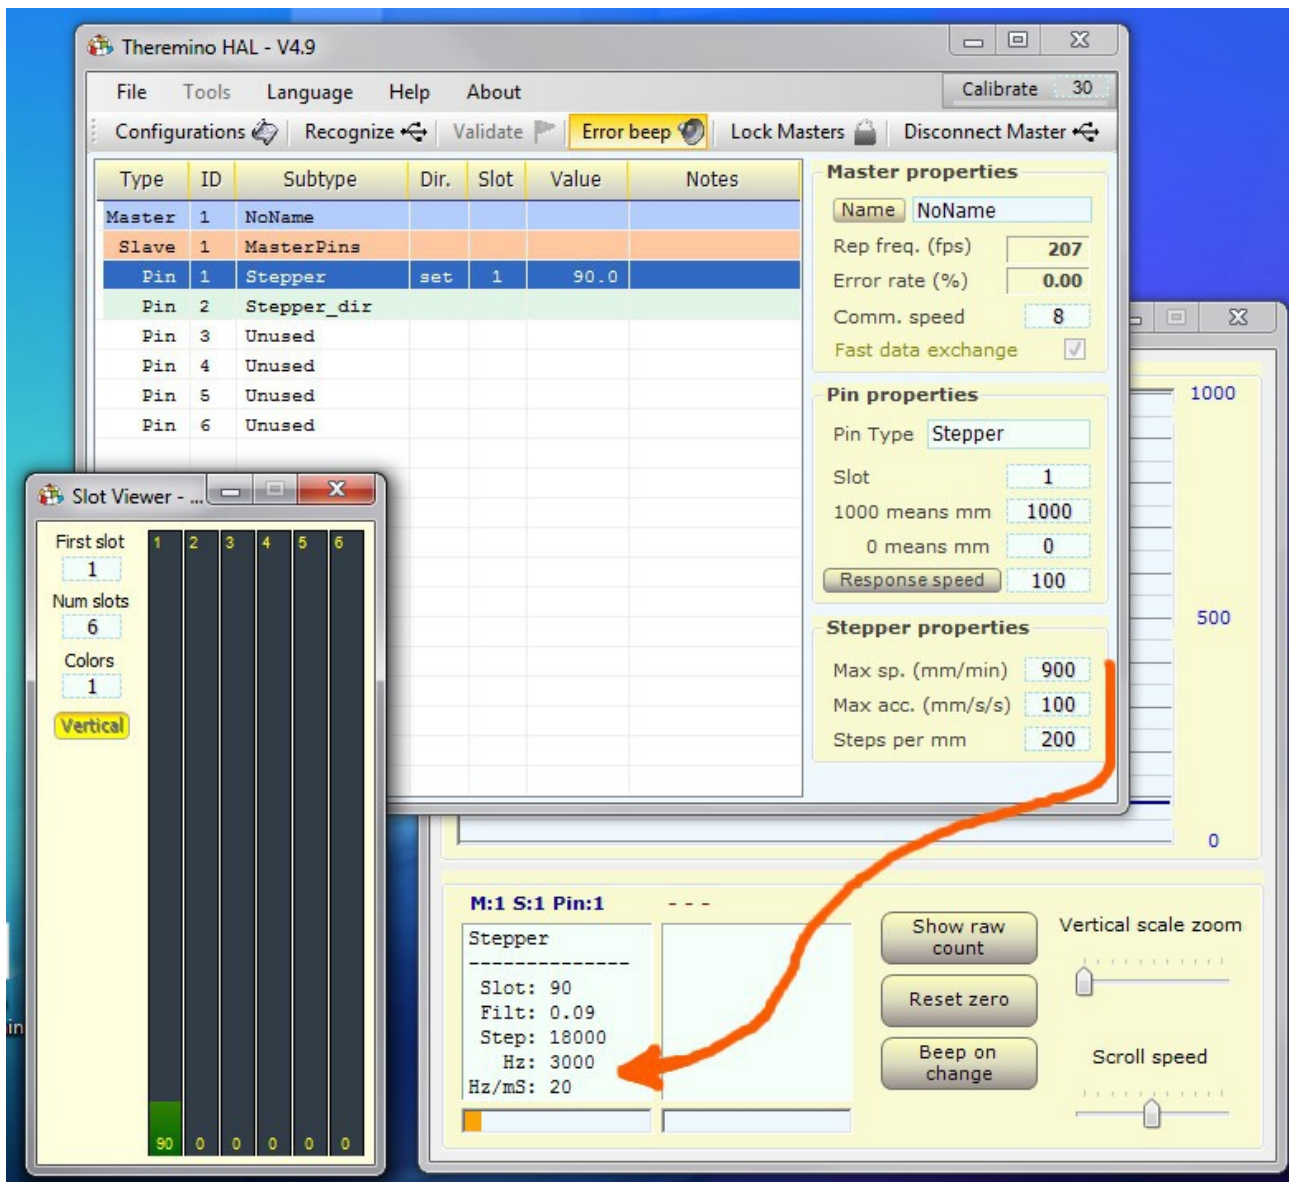 Theremino HAL - V4.9
File Tools Language Help About Calibrate 30
Configurations Recognize Validate Error beep Lock Masters Disconnect Master
Type ID Subtype Dir. Slot Value Notes
Master 1 NoName
Slave 1 MasterPins
Pin 1 Stepper set 1 90.0
Pin 2 Stepper_dir
Pin 3 Unused
Pin 4 Unused
Pin 5 Unused
Pin 6 Unused
Master properties
Name NoName
Rep freq. (fps) 207
Error rate (%) 0.00
Comm. speed 8
Fast data exchange
Pin properties
Pin Type Stepper
Slot 1
1000 means mm 1000
0 means mm 0
Response speed 100
Stepper properties
Max sp. (mm/min) 900
Max acc. (mm/s/s) 100
Steps per mm 200
1000
500
0
Slot Viewer - ...
First slot
1
Num slots
6
Colors
1
Vertical
1 2 3 4 5 6
90 0 0 0 0 0
M:1 S:1 Pin:1 - - -
Stepper
--------------
Slot: 90
Filt: 0.09
Step: 18000
Hz: 3000
Hz/mS: 20
Show raw
count
Reset zero
Beep on
change
Vertical scale zoom
Scroll speed